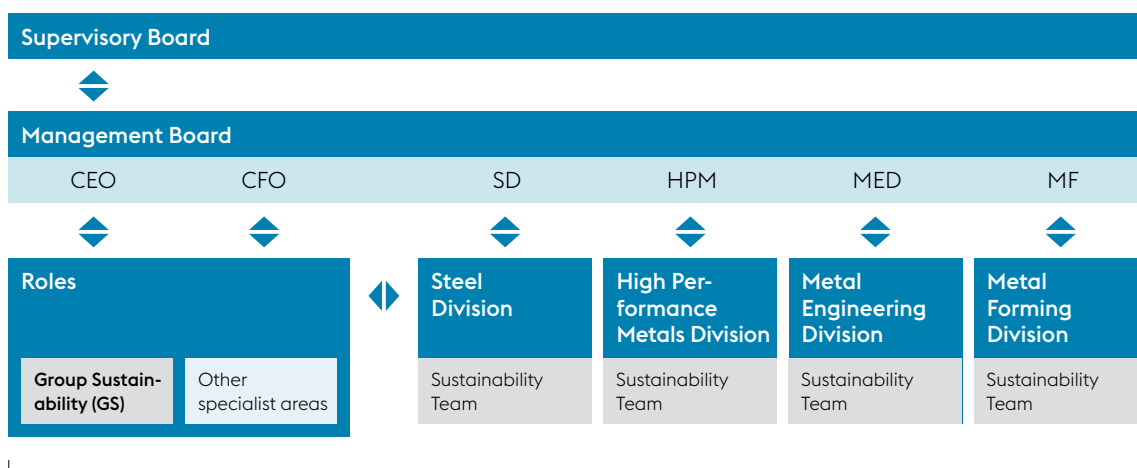 Supervisory Board
Management Board
CEO CFO SD HPM MED MF
Roles
Group Sustain-
ability (GS)
Other
specialist areas
Steel
Division
Sustainability
Team
High Per-
formance
Metals Division
Sustainability
Team
Metal
Engineering
Division
Sustainability
Team
Metal
Forming
Division
Sustainability
Team